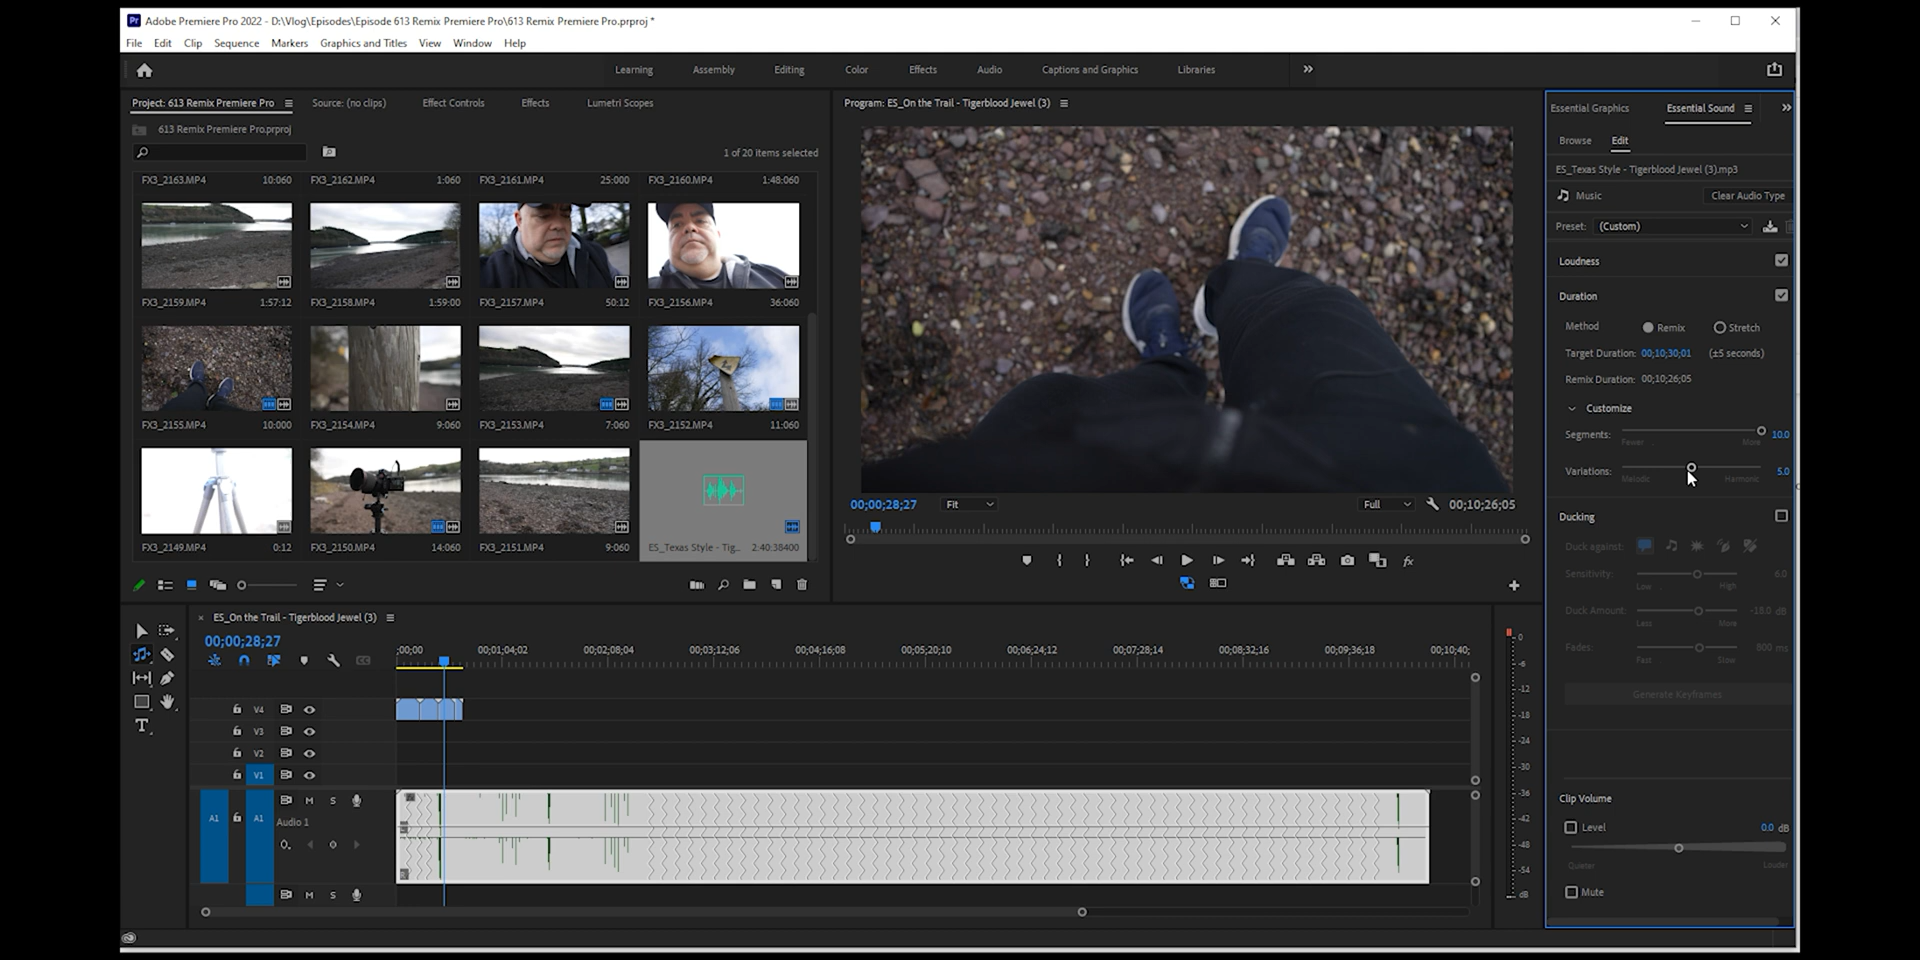 Adobe Premiere Pro 2022 - D:\Vlog\Episodes\Episode 613 Remix Premiere Pro\613 Remix Premiere Pro.prproj *
File Edit Clip Sequence Markers Graphics and Titles View Window Help
Learning Assembly Editing Color Effects Audio Captions and Graphics Libraries
Project: 613 Remix Premiere Pro Source: (no clips) Effect Controls Effects Lumetri Scopes
613 Remix Premiere Pro.prproj
1 of 20 items selected
FX3_2163.MP4 10:060 FX3_2162.MP4 1:060 FX3_2161.MP4 25:000 FX3_2160.MP4 1:48:060
FX3_2159.MP4 1:57:12 FX3_2158.MP4 1:59:00 FX3_2157.MP4 50:12 FX3_2156.MP4 36:060
FX3_2155.MP4 10:000 FX3_2154.MP4 9:060 FX3_2153.MP4 7:060 FX3_2152.MP4 11:060
FX3_2149.MP4 0:12 FX3_2150.MP4 14:060 FX3_2151.MP4 9:060 ES_Texas Style - Tig... 2:40:38400
Program: ES_On the Trail - Tigerblood Jewel (3)
00;00;28;27 Fit Full 00;10;26;05
fx
Essential Graphics Essential Sound
Browse Edit
ES_Texas Style - Tigerblood Jewel (3).mp3
Music Clear Audio Type
Preset: (Custom)
Loudness
Duration
Method Remix Stretch
Target Duration: 00;10;30;01 (±5 seconds)
Remix Duration: 00;10;26;05
Customize
Segments: 10.0
Fewer More
Variations: 5.0
Melodic Harmonic
Ducking
Duck against:
Sensitivity: 6.0
Low High
Duck Amount: -18.0 dB
Less More
Fades: 800 ms
Fast Slow
Generate Keyframes
Clip Volume
Level 0.0 dB
Quieter Louder
Mute
ES_On the Trail - Tigerblood Jewel (3)
00;00;28;27
;00;00 00;01;04;02 00;02;08;04 00;03;12;06 00;04;16;08 00;05;20;10 00;06;24;12 00;07;28;14 00;08;32;16 00;09;36;18 00;10;40;
V4
V3
V2
V1
A1 A1 M S
Audio 1
M S
0
-6
-12
-18
-24
-30
-36
-42
-48
-54
dB